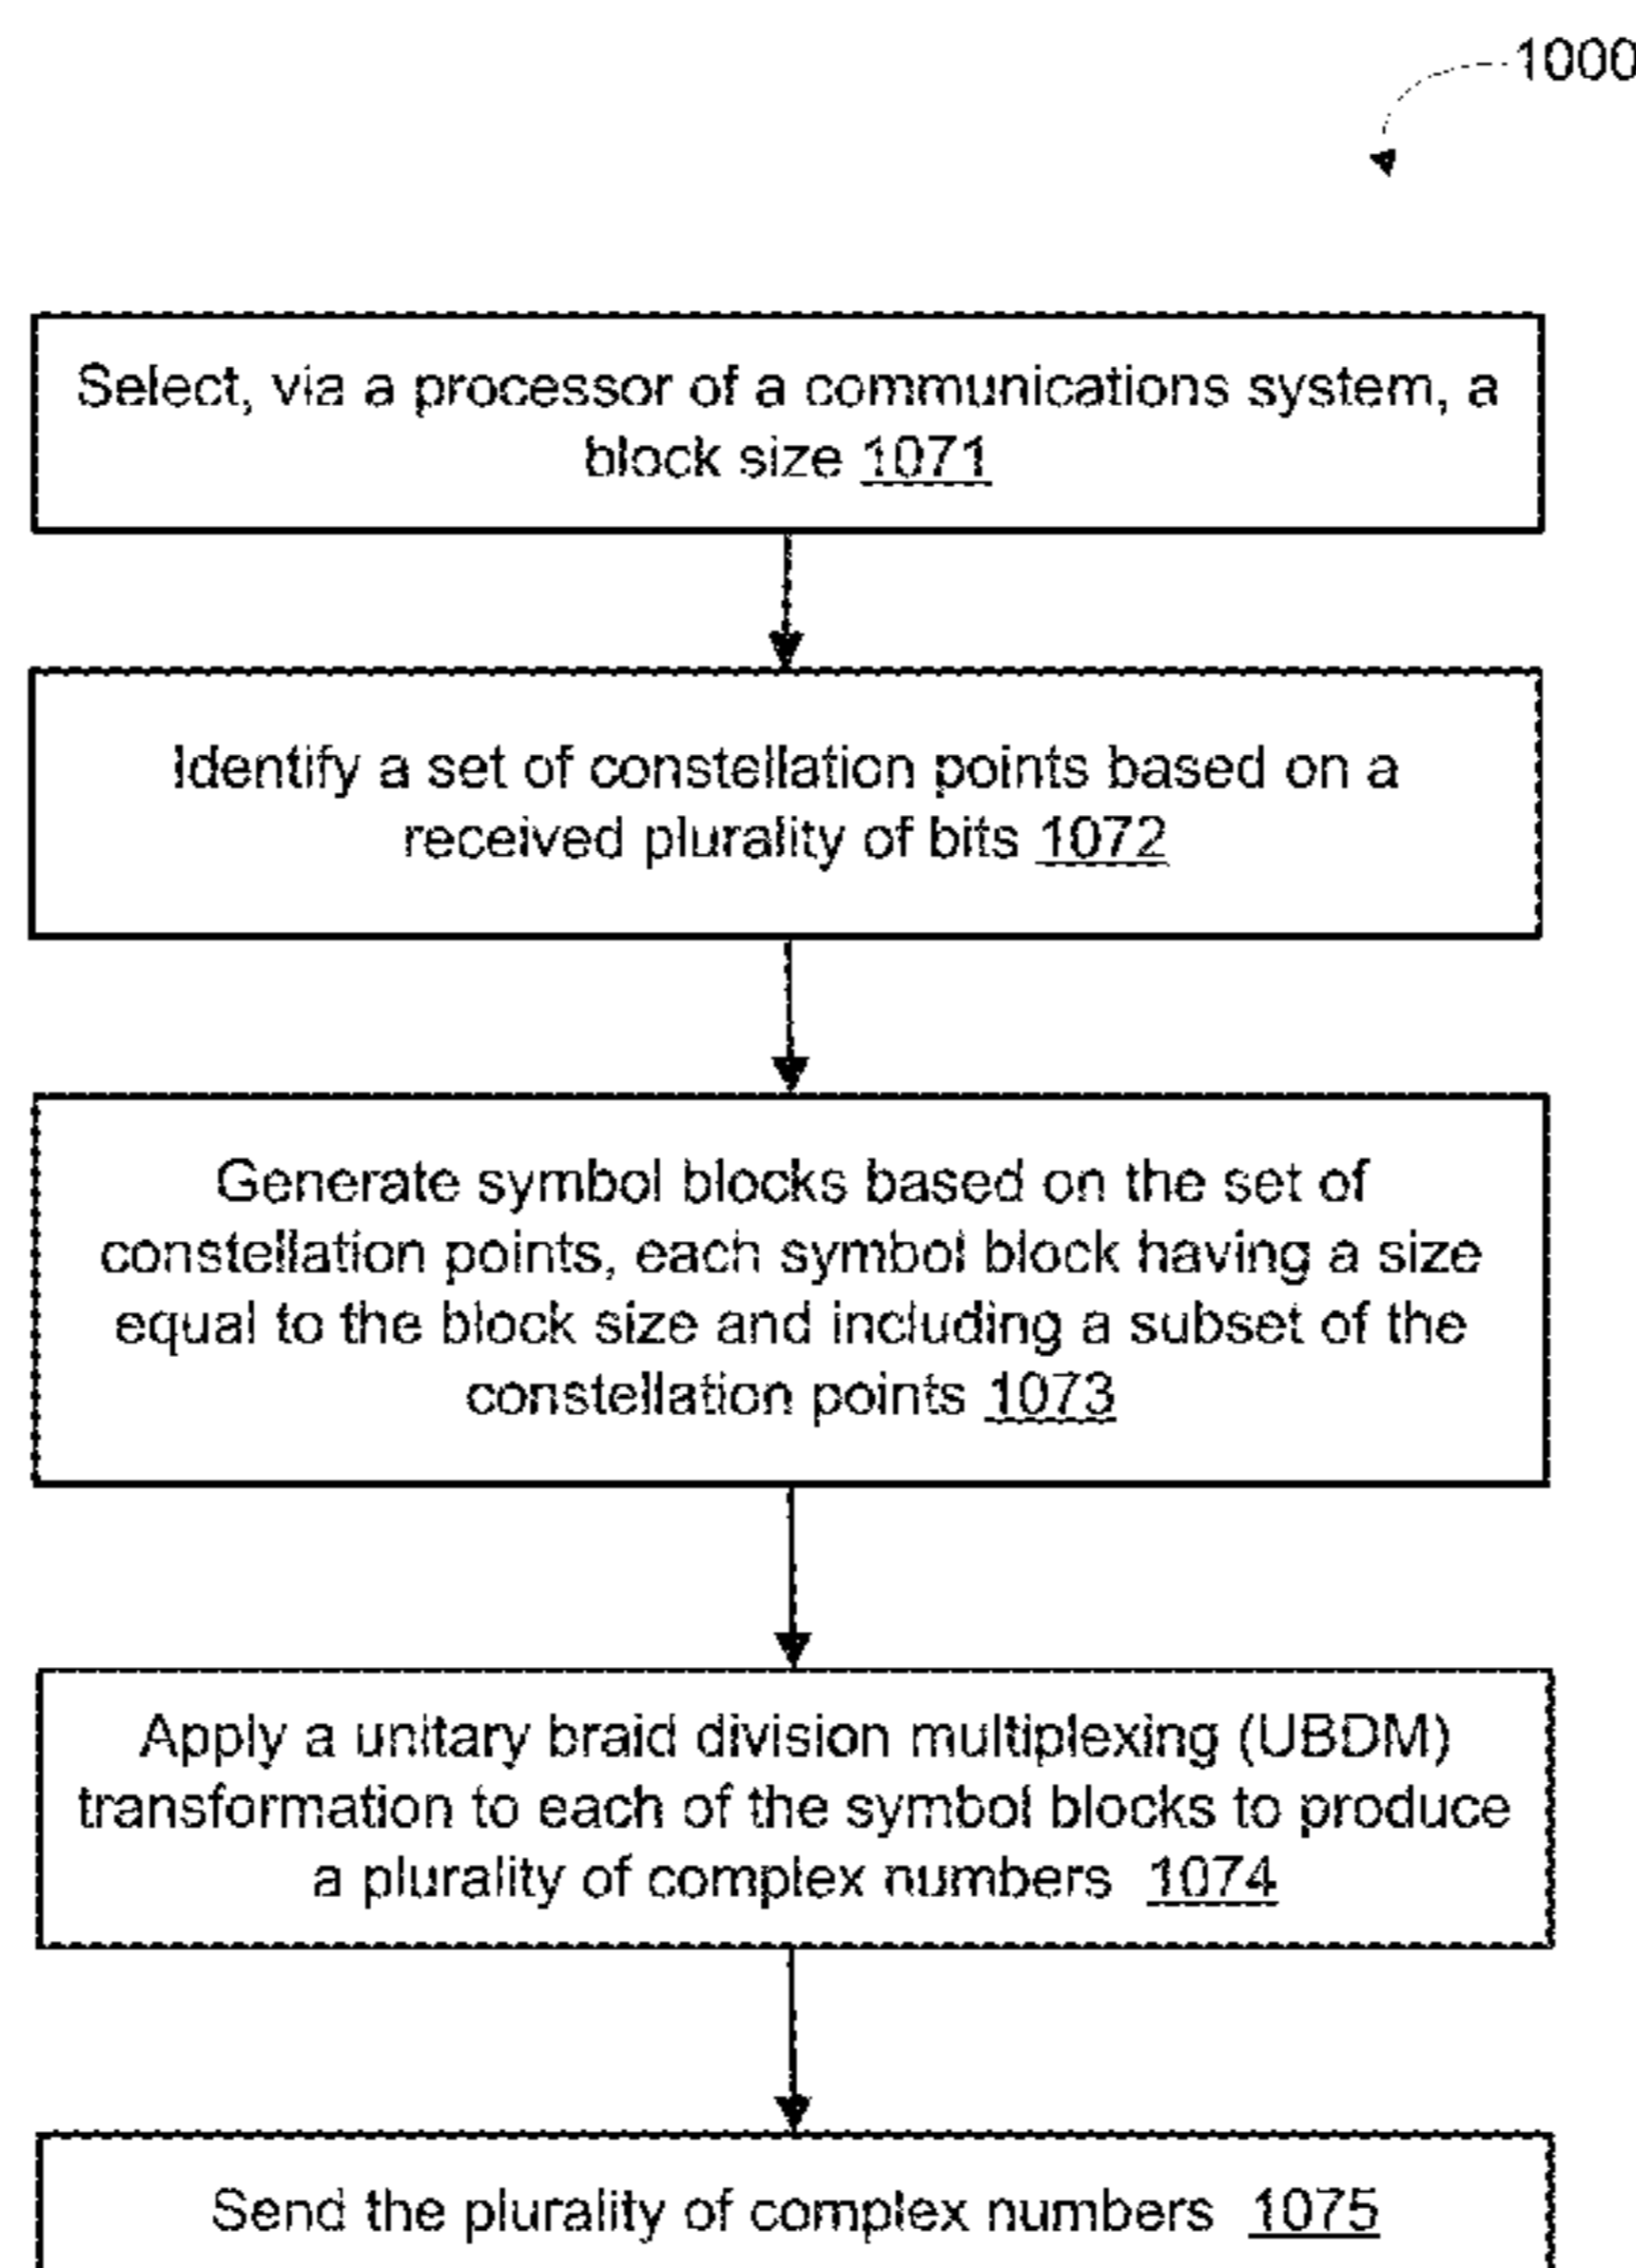 1000
Select, via a processor of a communications system, a
block size 1071
Identify a set of constellation points based on a
received plurality of bits 1072
Generate symbol blocks based on the set of
constellation points, each symbol block having a size
equal to the block size and including a subset of the
constellation points 1073
Apply a unitary braid division multiplexing (UBDM)
transformation to each of the symbol blocks to produce
a plurality of complex numbers 1074
Send the plurality of complex numbers 1075